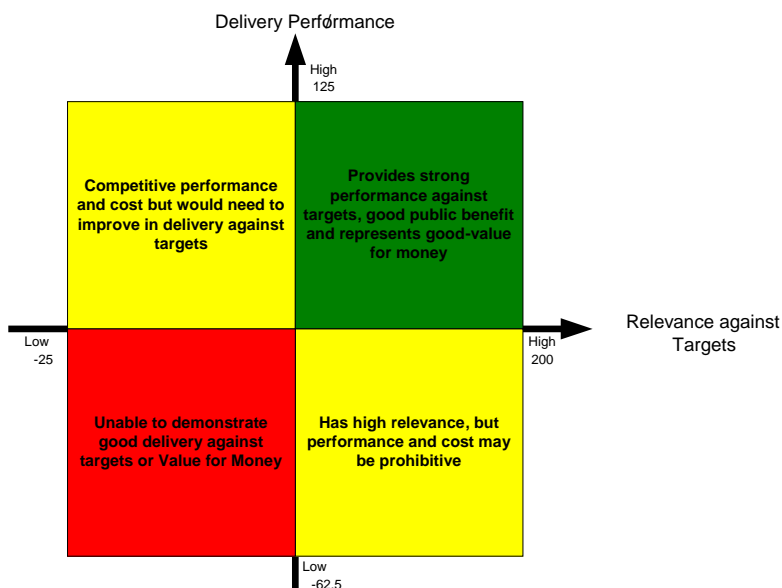 Delivery Performance
High
125
Competitive performance
and cost but would need to
improve in delivery against
targets
Provides strong
performance against
targets, good public benefit
and represents good-value
for money
Relevance against
Targets
Low
-25
High
200
Unable to demonstrate
good delivery against
targets or Value for Money
Has high relevance, but
performance and cost may
be prohibitive
Low
-62.5